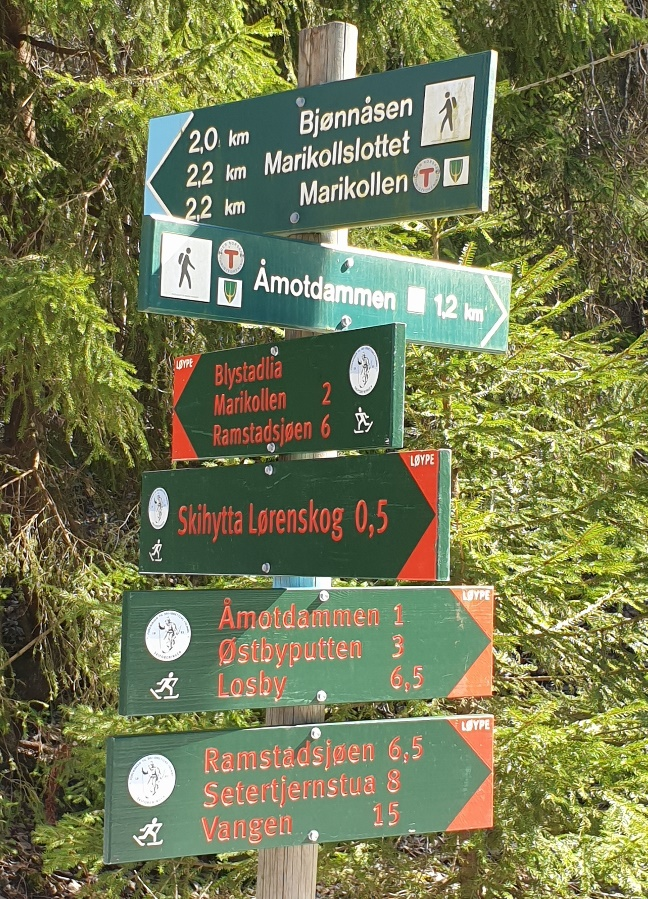 2,0 km Bjønnåsen
2,2 km Marikollslottet
2,2 km Marikollen T
T
Åmotdammen 1,2 km
LØYPE
Blystadlia
Marikollen 2
Ramstadsjøen 6
LØYPE
Skihytta Lørenskog 0,5
LØYPE
Åmotdammen 1
Østbyputten 3
Losby 6,5
LØYPE
Ramstadsjøen 6,5
Setertjernstua 8
Vangen 15